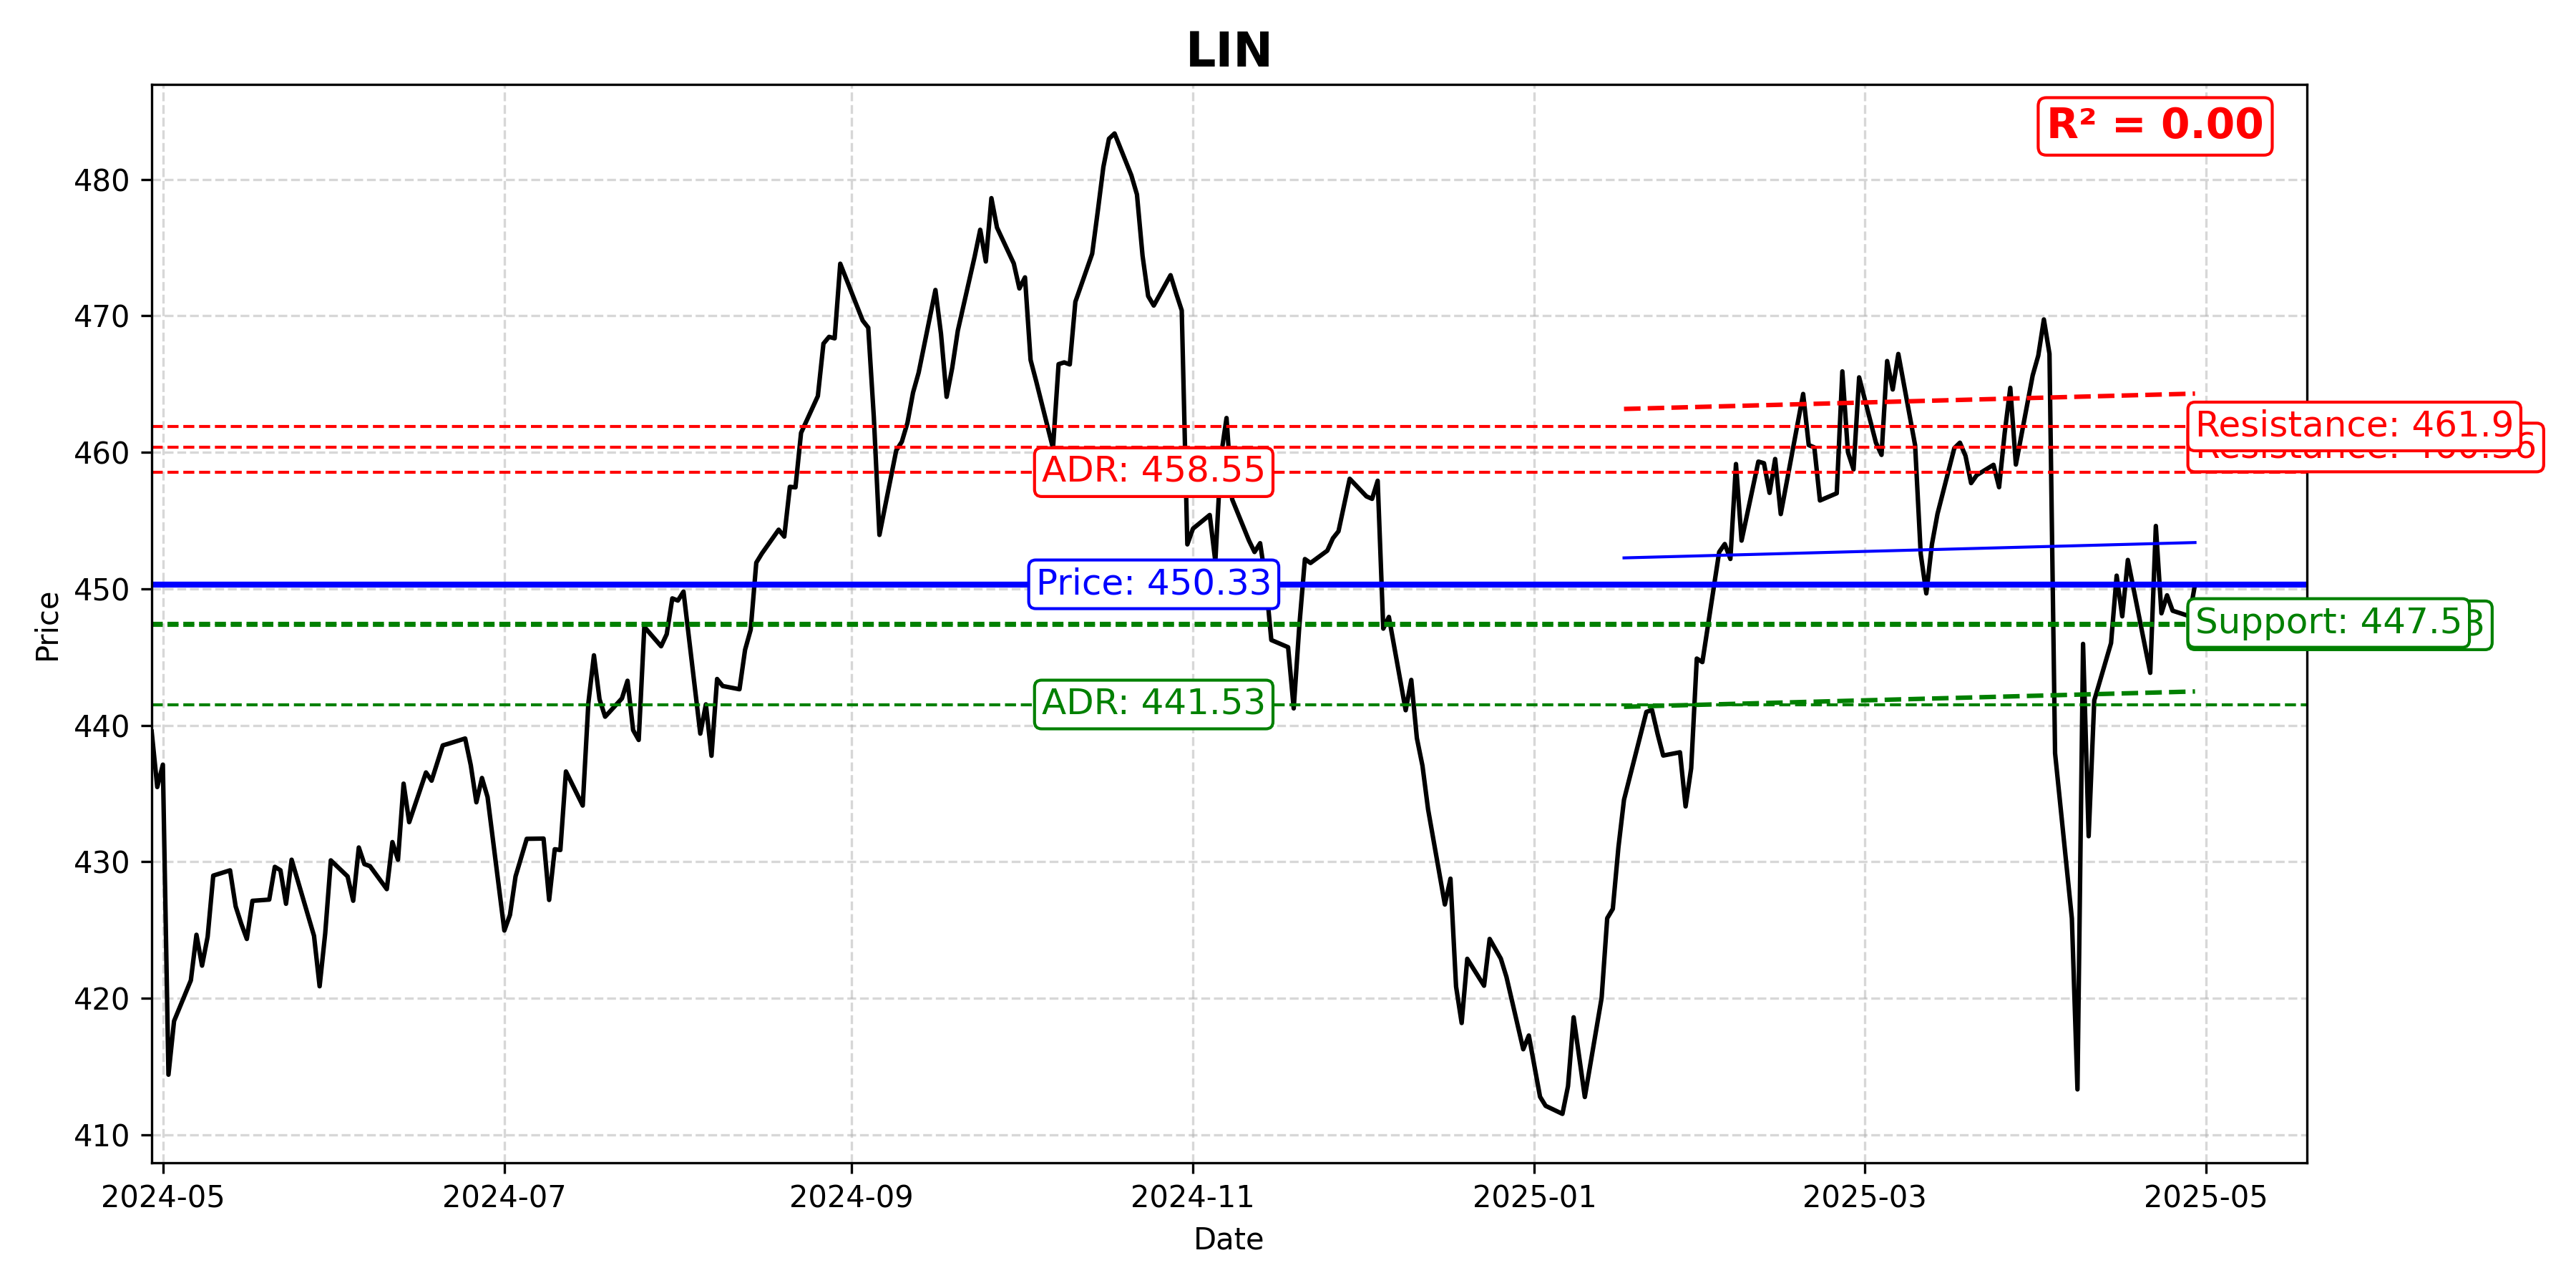 LIN
R² = 0.00
480
470
460
450
440
430
420
410
Price
Resistance: 461.9
ADR: 458.55
Price: 450.33
Support: 447.5
ADR: 441.53
2024-05
2024-07
2024-09
2024-11
2025-01
2025-03
2025-05
Date